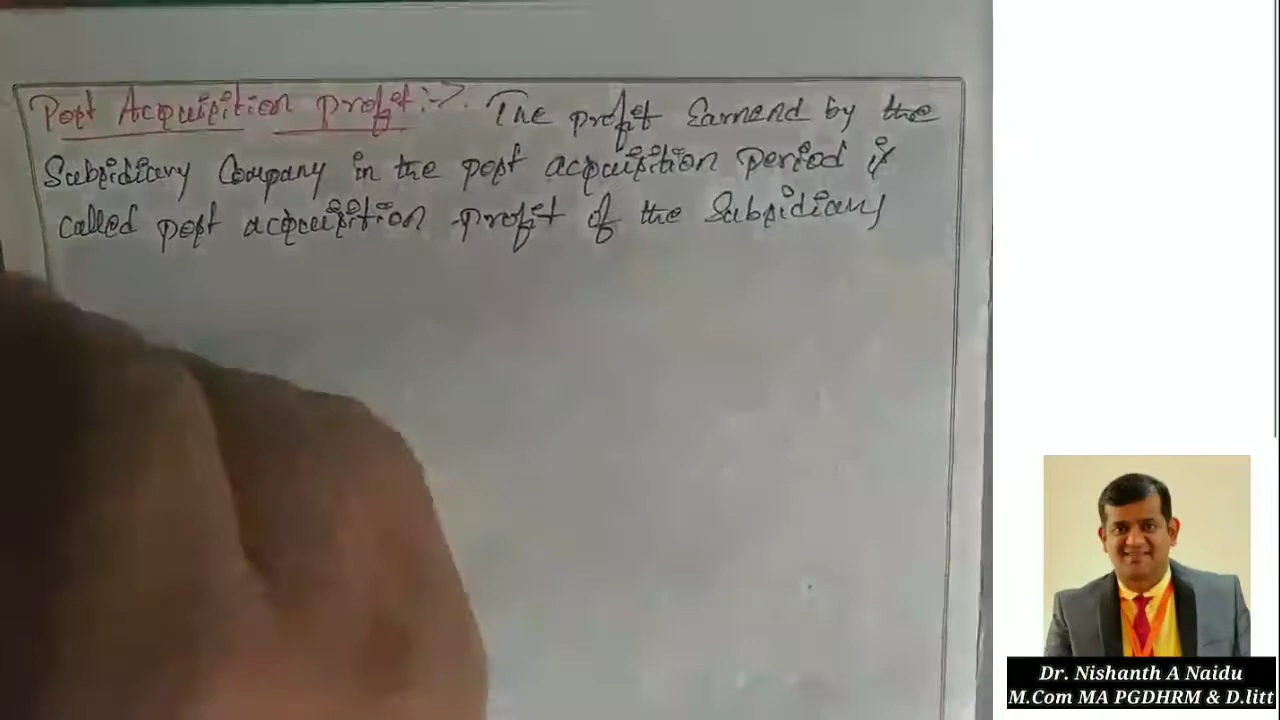 Post Acquisition profit:-> The profit Earnend by the
Subsidiary Company in the post acquisition period is
called post acquisition profit of the Subsidiary
Dr. Nishanth A Naidu
M.Com MA PGDHRM & D.litt